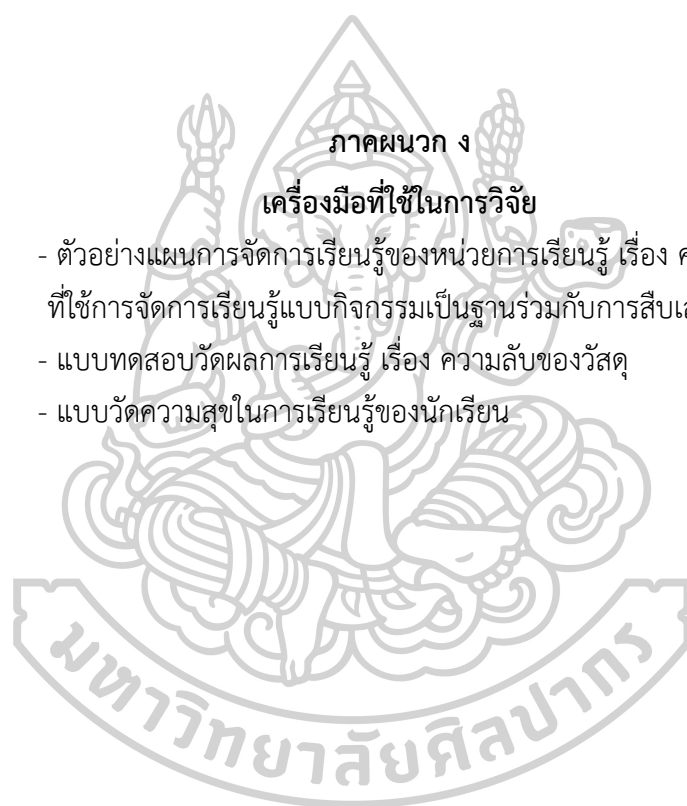 ภาคผนวก ง
เครื่องมือที่ใช้ในการวิจัย
- ตัวอย่างแผนการจัดการเรียนรู้ของหน่วยการเรียนรู้ เรื่อง
ที่ใช้การจัดการเรียนรู้แบบกิจกรรมเป็นฐานร่วมกับการสืบ
- แบบทดสอบวัดผลการเรียนรู้ เรื่อง ความลับของวัสดุ
- แบบวัดความสุขในการเรียนรู้ของนักเรียน
มหาวิทยาลัยศิลปากร